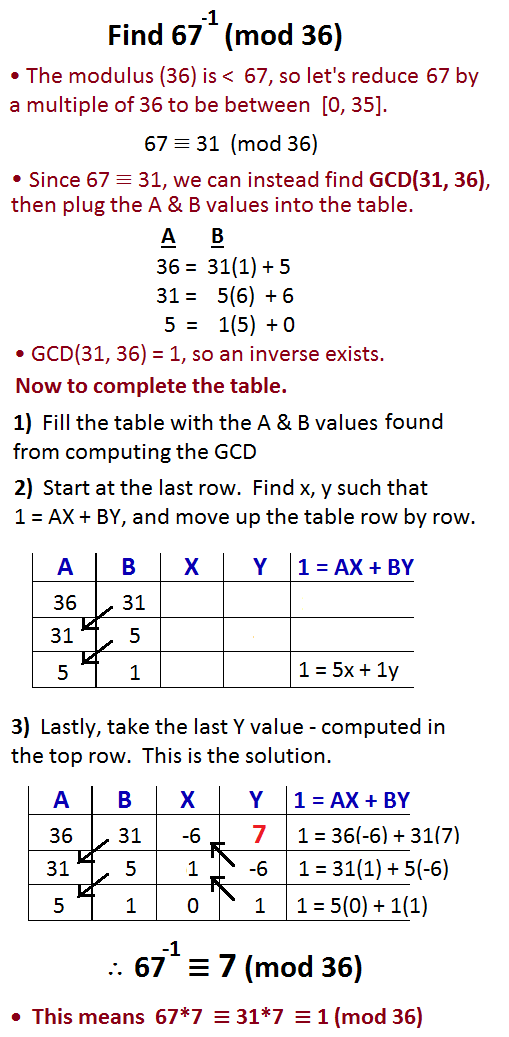 Find 67⁻¹ (mod 36)
• The modulus (36) is < 67, so let's reduce 67 by
a multiple of 36 to be between [0, 35].
67 ≡ 31 (mod 36)
• Since 67 ≡ 31, we can instead find GCD(31, 36),
then plug the A & B values into the table.
A B
36 = 31(1) + 5
31 = 5(6) + 6
5 = 1(5) + 0
• GCD(31, 36) = 1, so an inverse exists.
Now to complete the table.
1) Fill the table with the A & B values found
from computing the GCD
2) Start at the last row. Find x, y such that
1 = AX + BY, and move up the table row by row.
A B X Y 1 = AX + BY
36 31
31 5
5 1 1 = 5x + 1y
3) Lastly, take the last Y value - computed in
the top row. This is the solution.
A B X Y 1 = AX + BY
36 31 -6 7 1 = 36(-6) + 31(7)
31 5 1 -6 1 = 31(1) + 5(-6)
5 1 0 1 1 = 5(0) + 1(1)
∴ 67⁻¹ ≡ 7 (mod 36)
• This means 67*7 ≡ 31*7 ≡ 1 (mod 36)